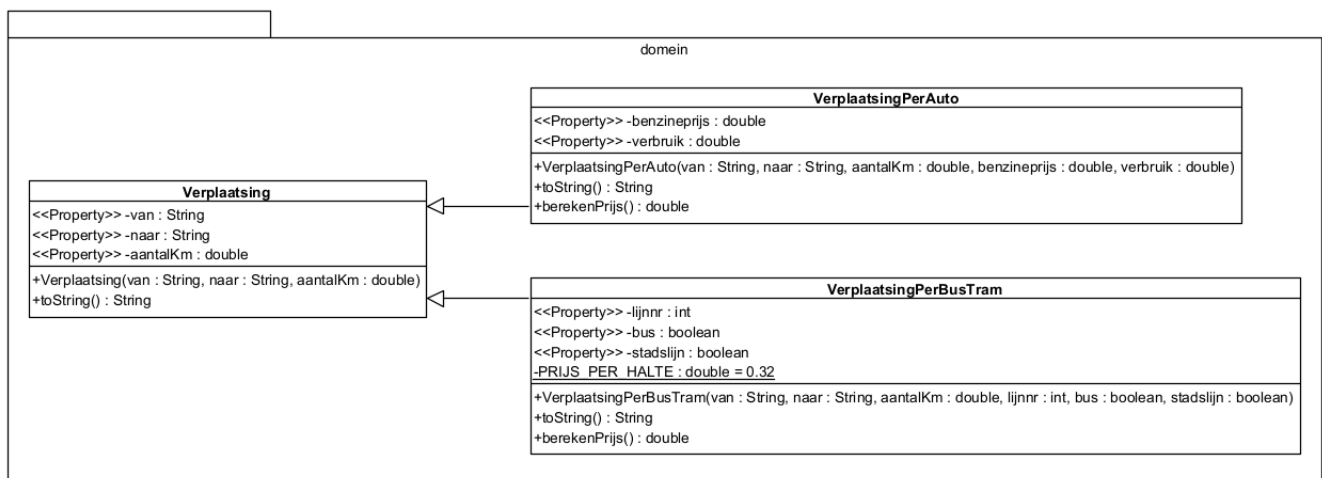 domein
VerplaatsingPerAuto
<<Property>> -benzineprijs : double
<<Property>> -verbruik : double
+VerplaatsingPerAuto(van : String, naar : String, aantalKm : double, benzineprijs : double, verbruik : double)
+toString() : String
+berekenPrijs() : double
Verplaatsing
<<Property>> -van : String
<<Property>> -naar : String
<<Property>> -aantalKm : double
+Verplaatsing(van : String, naar : String, aantalKm : double)
+toString() : String
VerplaatsingPerBusTram
<<Property>> -lijnnr : int
<<Property>> -bus : boolean
<<Property>> -stadslijn : boolean
-PRIJS_PER_HALTE : double = 0.32
+VerplaatsingPerBusTram(van : String, naar : String, aantalKm : double, lijnnr : int, bus : boolean, stadslijn : boolean)
+toString() : String
+berekenPrijs() : double